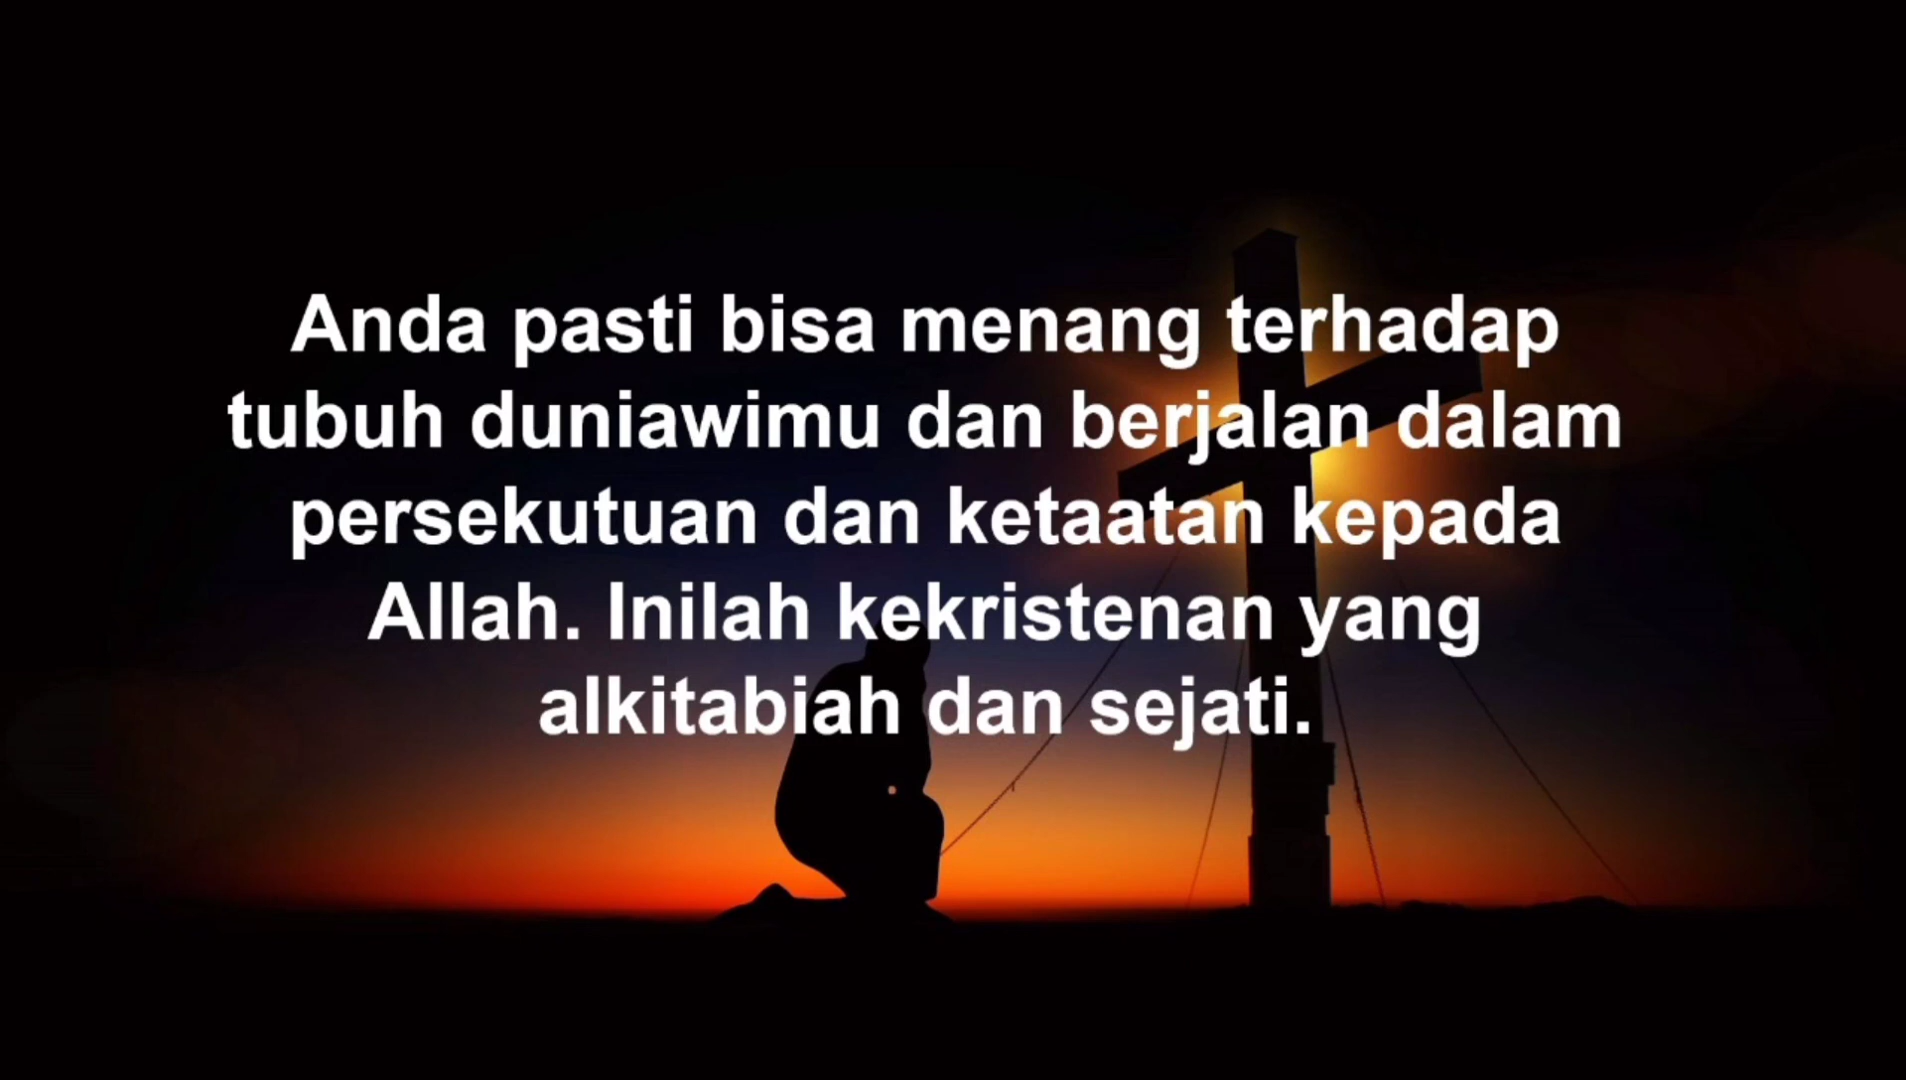 Anda pasti bisa menang terhadap
tubuh duniawimu dan berjalan dalam
persekutuan dan ketaatan kepada
Allah. Inilah kekristenan yang
alkitabiah dan sejati.